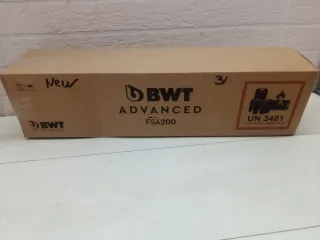 New
3
BWT
ADVANCED
FSA200
UN 3481
BWT